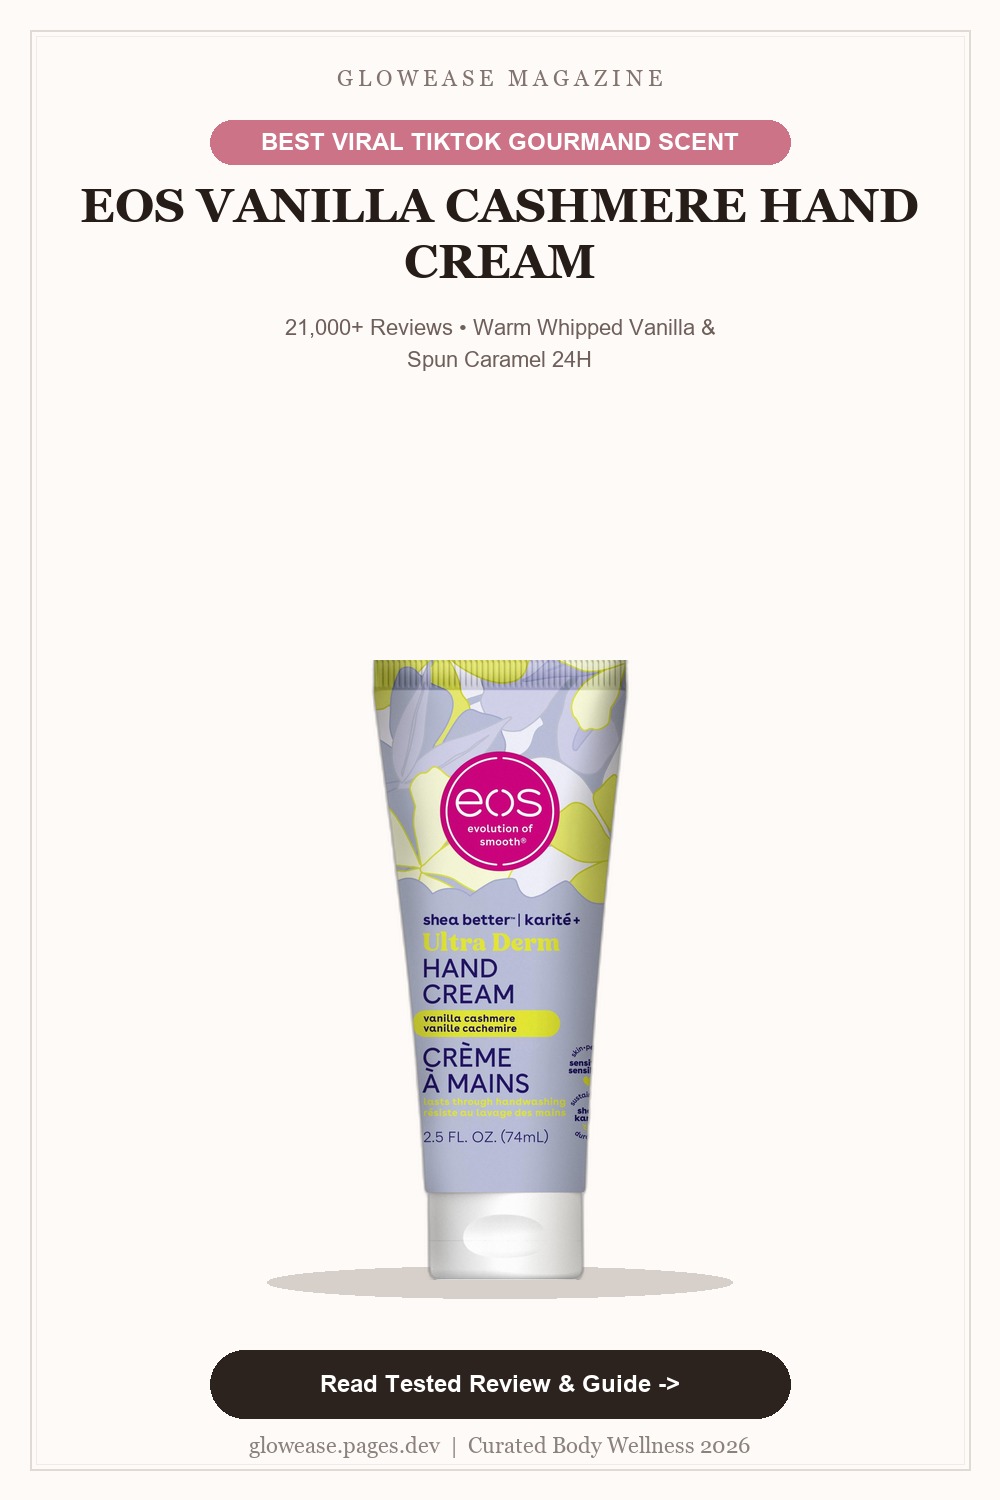 GLOWEASE MAGAZINE
BEST VIRAL TIKTOK GOURMAND SCENT
EOS VANILLA CASHMERE HAND
CREAM
21,000+ Reviews • Warm Whipped Vanilla &
Spun Caramel 24H
eos
evolution of
smooth®
shea better™ | karité+
Ultra Derm
HAND
CREAM
vanilla cashmere
vanille cachemire
CRÈME
À MAINS
lasts through handwashing
résiste au lavage des mains
2.5 FL. OZ. (74mL)
Read Tested Review & Guide ->
glowease.pages.dev | Curated Body Wellness 2026